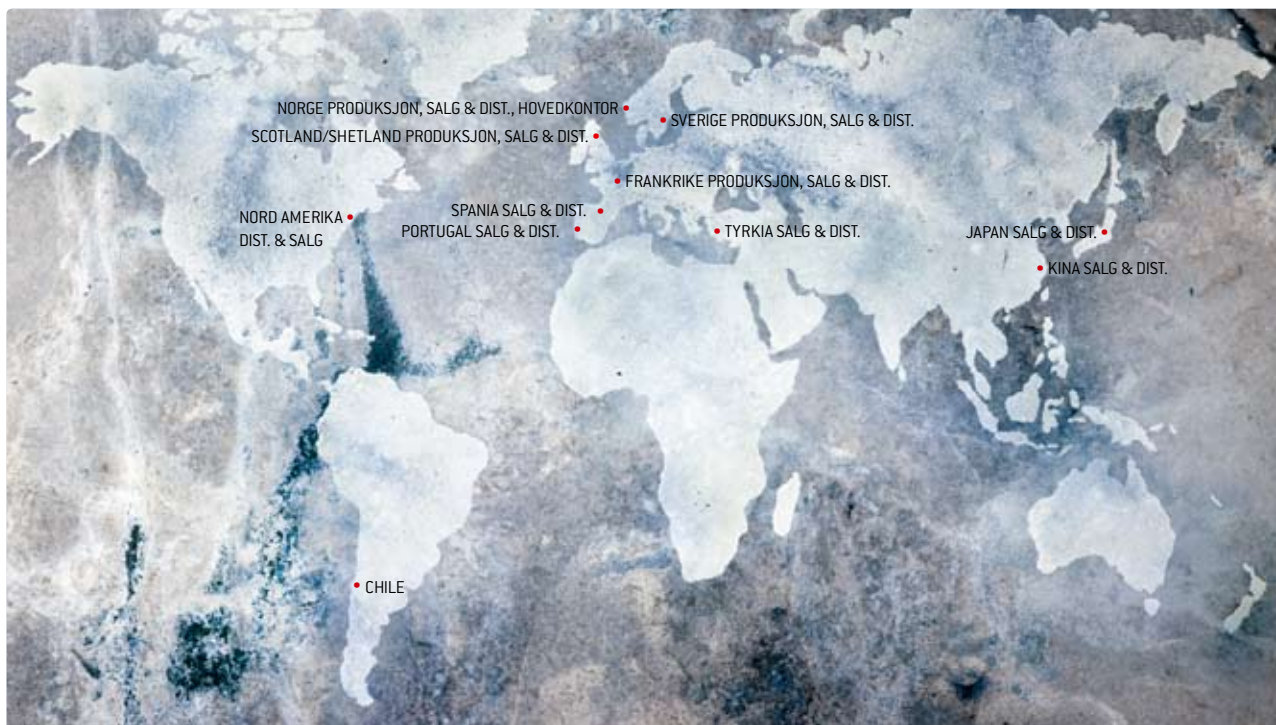 NORGE PRODUKSJON, SALG & DIST., HOVEDKONTOR
SVERIGE PRODUKSJON, SALG & DIST.
SCOTLAND/SHETLAND PRODUKSJON, SALG & DIST.
FRANKRIKE PRODUKSJON, SALG & DIST.
SPANIA SALG & DIST.
NORD AMERIKA
DIST. & SALG
PORTUGAL SALG & DIST.
TYRKIA SALG & DIST.
JAPAN SALG & DIST.
KINA SALG & DIST.
CHILE